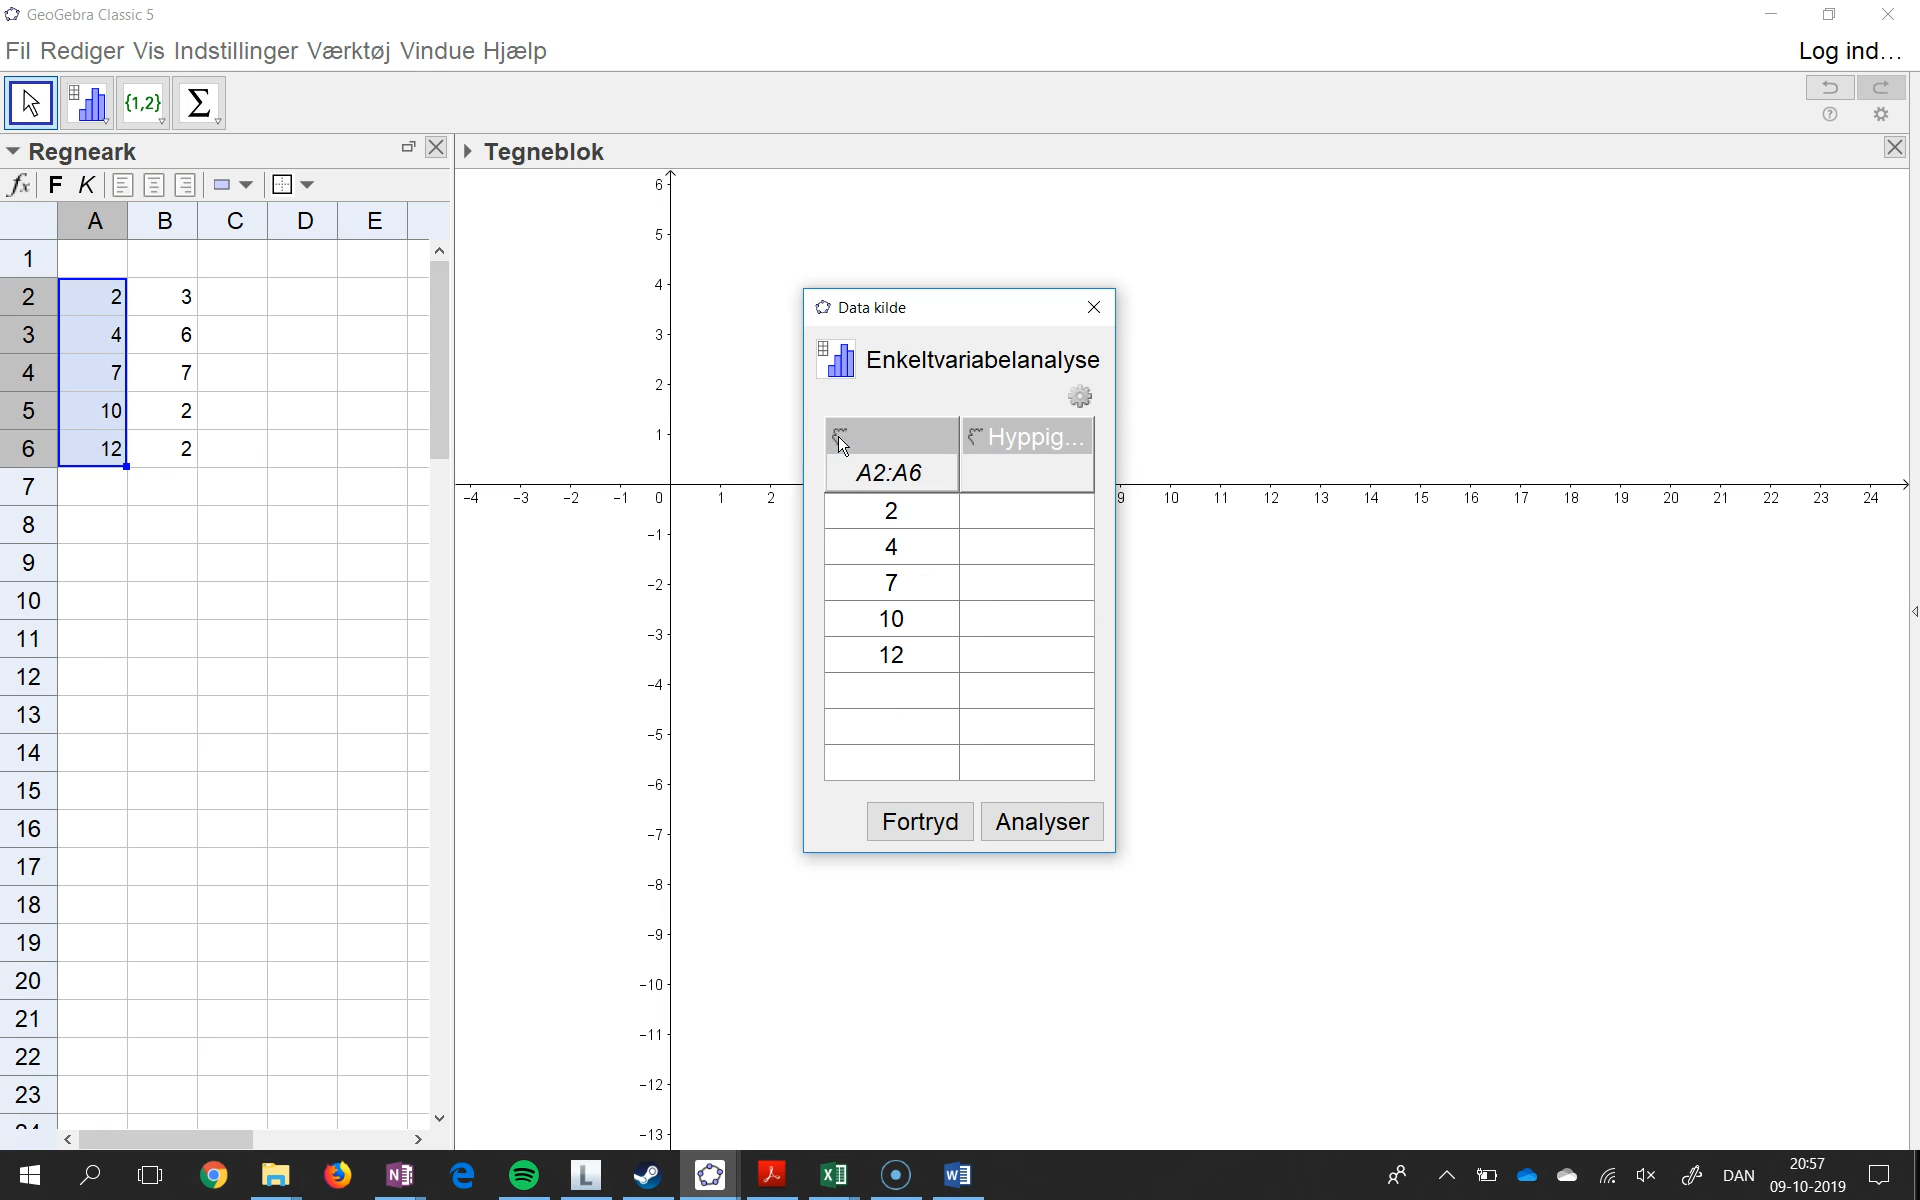 GeoGebra Classic 5
Fil Rediger Vis Indstillinger Værktøj Vindue Hjælp
Log ind...
{1,2} Σ
Regneark
Tegneblok
fx F K
A B C D E
1
2 2 3
3 4 6
4 7 7
5 10 2
6 12 2
7
8
9
10
11
12
13
14
15
16
17
18
19
20
21
22
23
24
6
5
4
3
2
1
-4 -3 -2 -1 0 1 2 9 10 11 12 13 14 15 16 17 18 19 20 21 22 23 24
-1
-2
-3
-4
-5
-6
-7
-8
-9
-10
-11
-12
-13
Data kilde
Enkeltvariabelanalyse
Hyppig...
A2:A6
2
4
7
10
12
Fortryd Analyser
DAN
20:57
09-10-2019